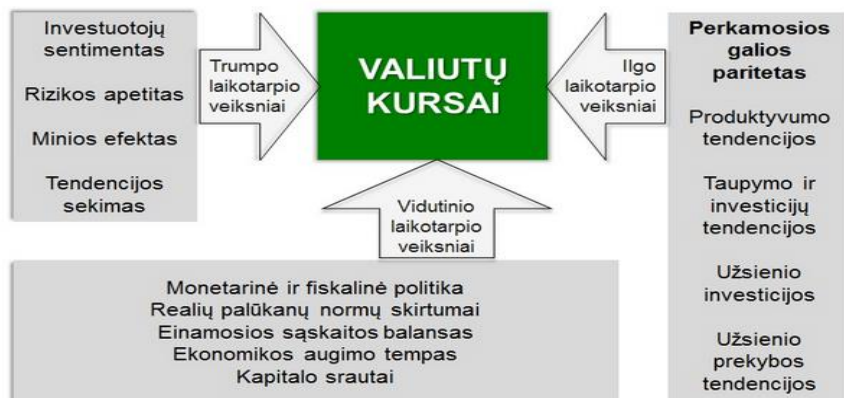 Investuotojų
sentimentas
Rizikos apetitas
Minios efektas
Tendencijos
sekimas
Trumpo
laikotarpio
veiksniai
VALIUTŲ
KURSAI
Ilgo
laikotarpio
veiksniai
Perkamosios
galios
paritetas
Produktyvumo
tendencijos
Taupymo ir
investicijų
tendencijos
Užsienio
investicijos
Užsienio
prekybos
tendencijos
Vidutinio
laikotarpio
veiksniai
Monetarinė ir fiskalinė politika
Realių palūkanų normų skirtumai
Einamosios sąskaitos balansas
Ekonomikos augimo tempas
Kapitalo srautai